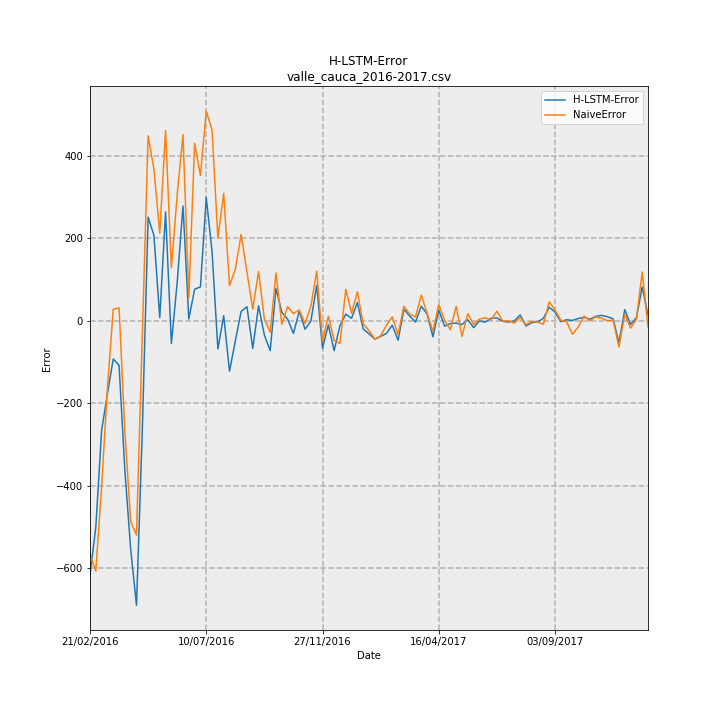 H-LSTM-Error
valle_cauca_2016-2017.csv
H-LSTM-Error
NaiveError
400
200
0
−200
−400
−600
Error
21/02/2016
10/07/2016
27/11/2016
16/04/2017
03/09/2017
Date